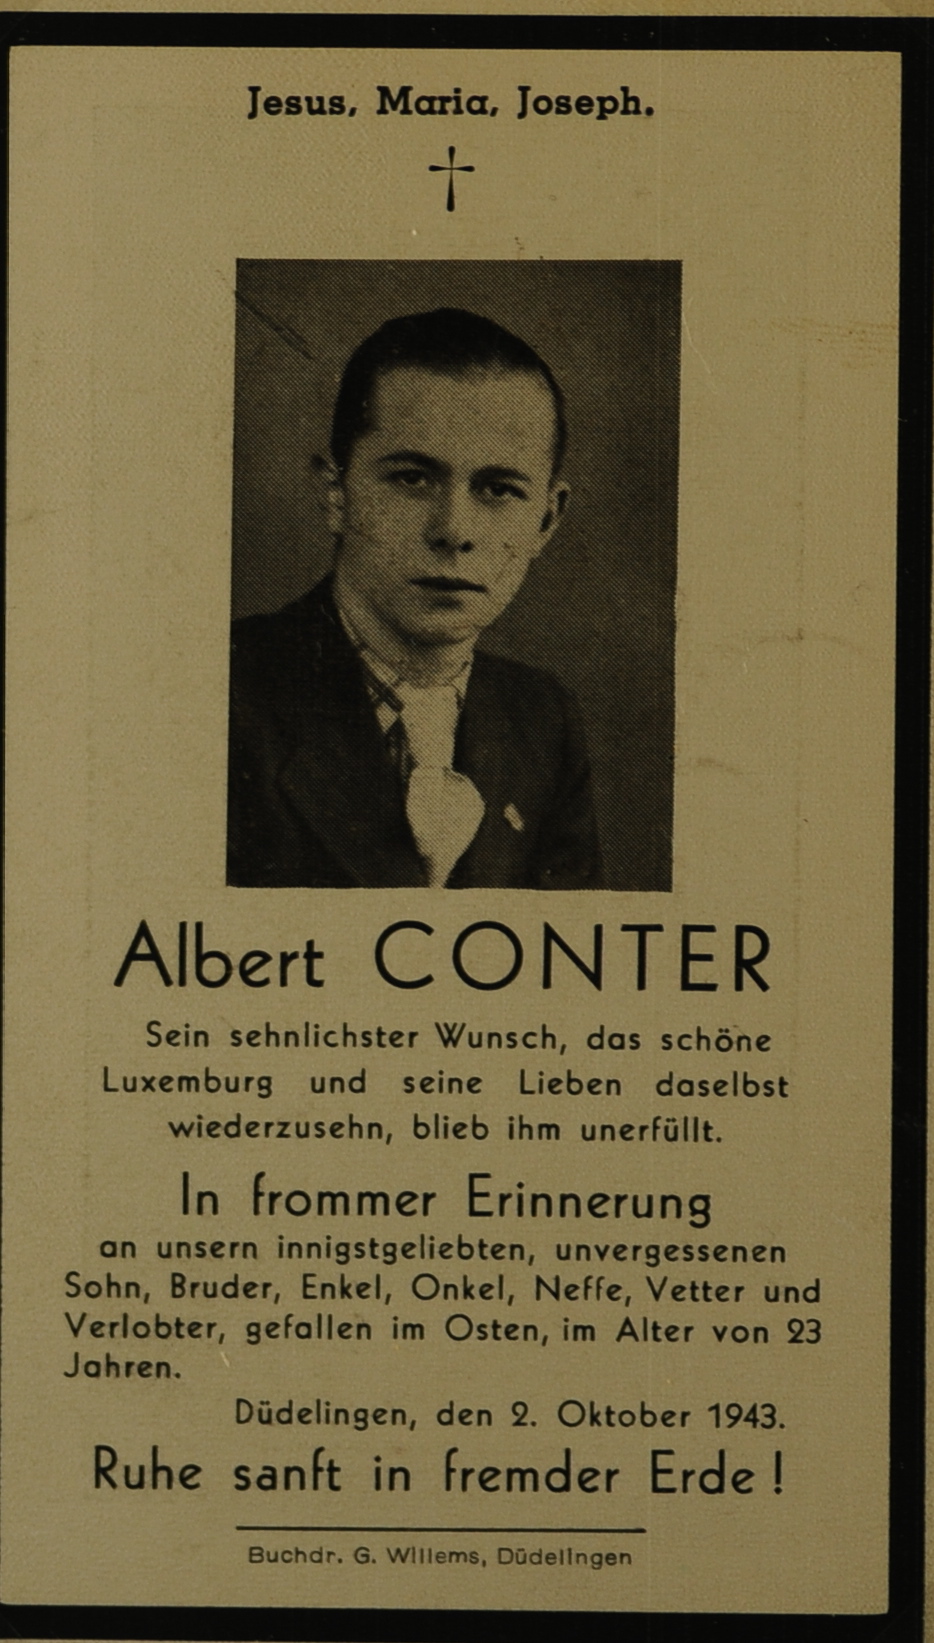 Jesus, Maria, Joseph.
Albert CONTER
Sein sehnlichster Wunsch, das schöne
Luxemburg und seine Lieben daselbst
wiederzusehn, blieb ihm unerfüllt.
In frommer Erinnerung
an unsern innigstgeliebten, unvergessenen
Sohn, Bruder, Enkel, Onkel, Neffe, Vetter und
Verlobter, gefallen im Osten, im Alter von 23
Jahren.
Düdelingen, den 2. Oktober 1943.
Ruhe sanft in fremder Erde !
Buchdr. G. Willems, Düdelingen